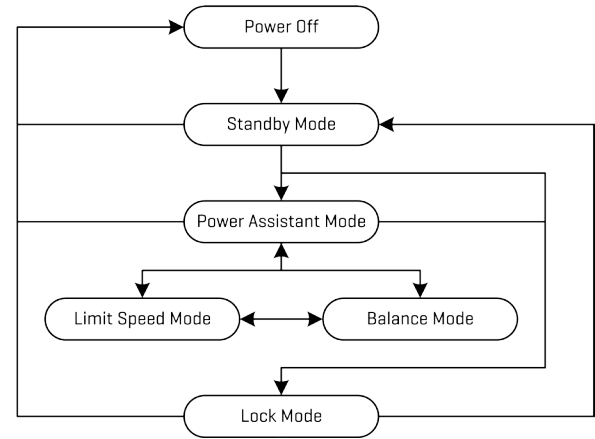 Power Off
Standby Mode
Power Assistant Mode
Limit Speed Mode
Balance Mode
Lock Mode